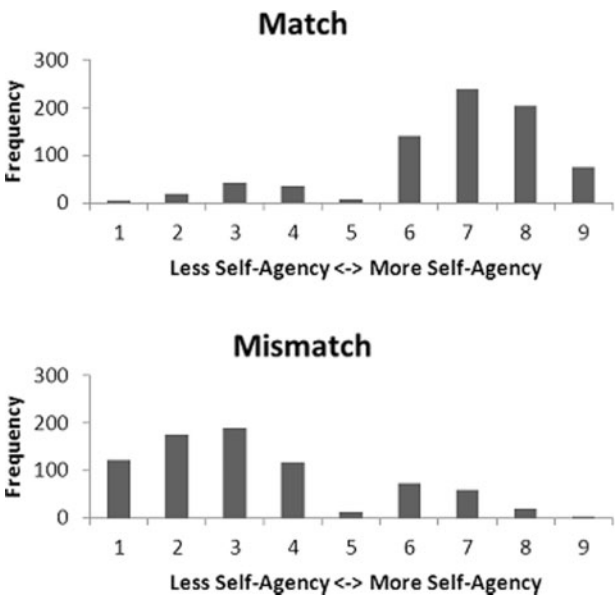 Match
300
200
100
0
Frequency
1 2 3 4 5 6 7 8 9
Less Self-Agency <-> More Self-Agency
Mismatch
300
200
100
0
Frequency
1 2 3 4 5 6 7 8 9
Less Self-Agency <-> More Self-Agency